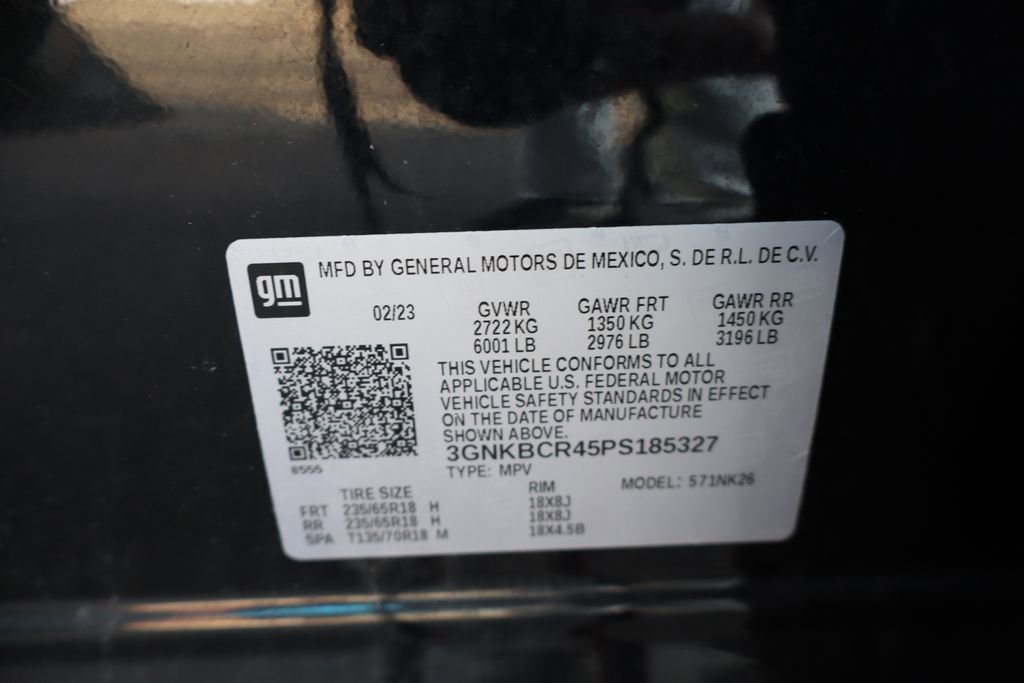 gm
MFD BY GENERAL MOTORS DE MEXICO, S. DE R.L. DE C.V.
02/23 GVWR GAWR FRT GAWR RR
2722 KG 1350 KG 1450 KG
6001 LB 2976 LB 3196 LB
THIS VEHICLE CONFORMS TO ALL
APPLICABLE U.S. FEDERAL MOTOR
VEHICLE SAFETY STANDARDS IN EFFECT
ON THE DATE OF MANUFACTURE
SHOWN ABOVE.
3GNKBCR45PS185327
8555
TYPE: MPV
MODEL: 571NK26
TIRE SIZE RIM
FRT 235/65R18 H 18X8J
RR 235/65R18 H 18X8J
SPA T135/70R18 M 18X4.5B